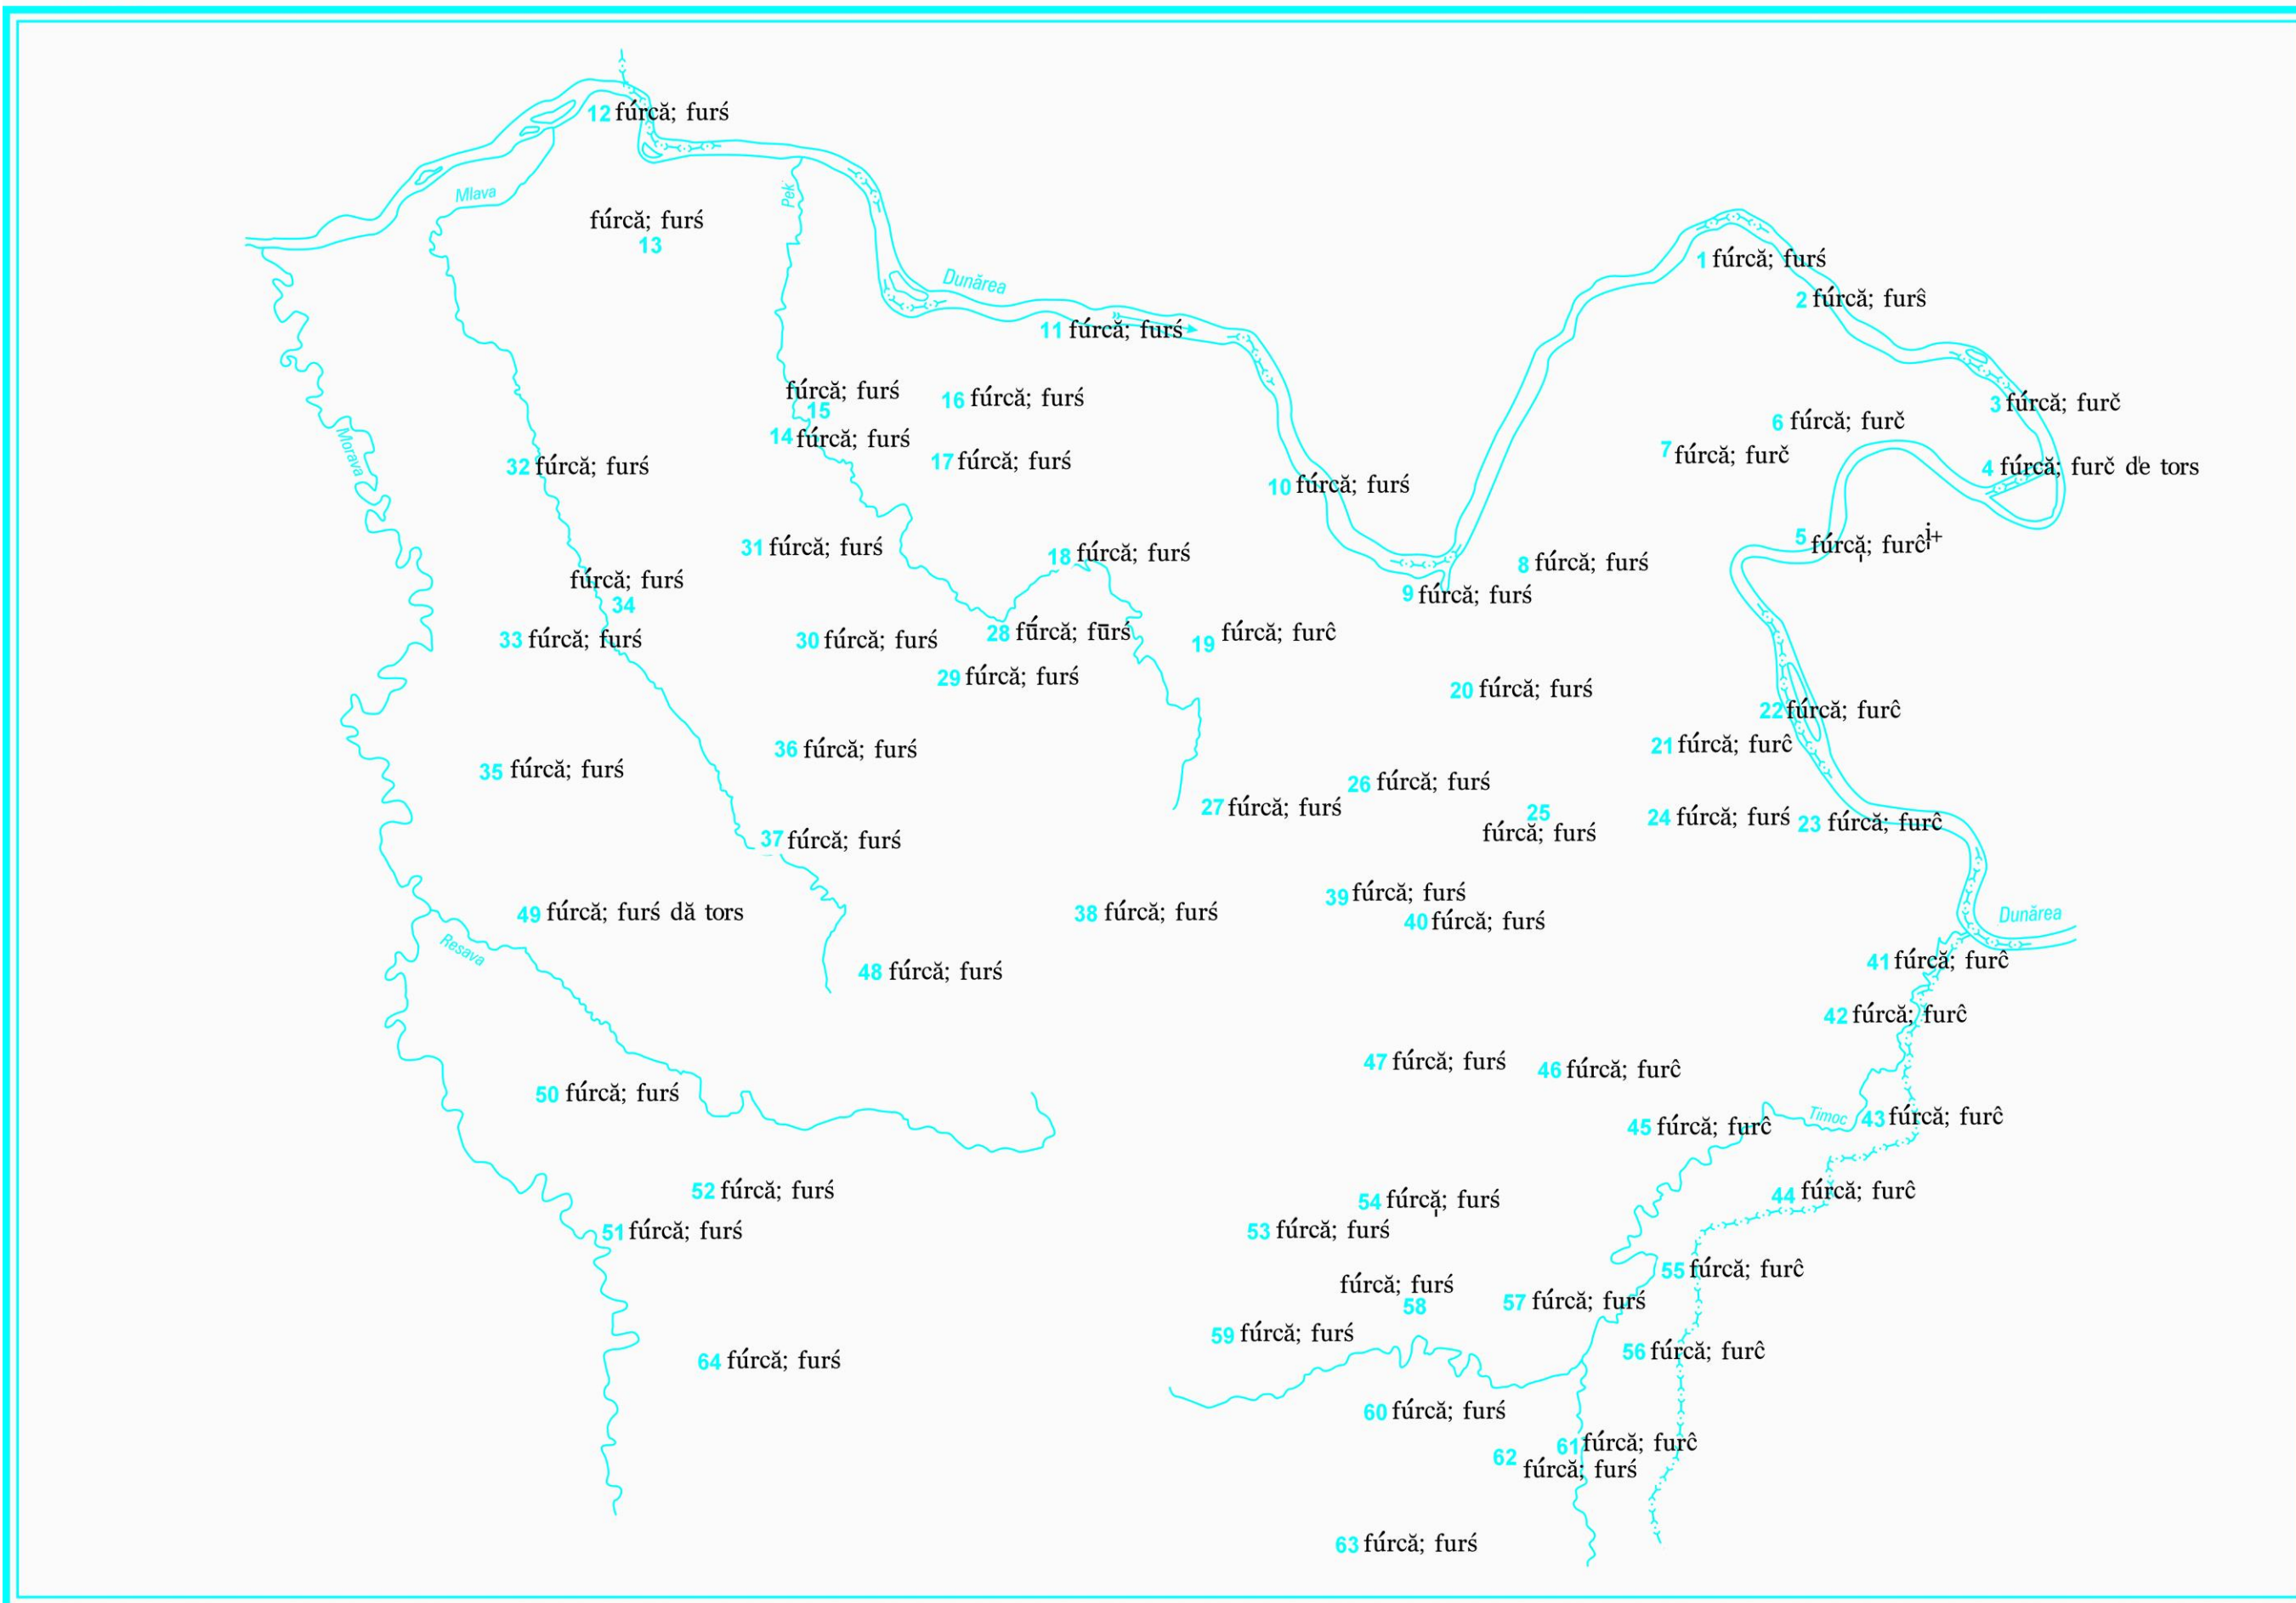 12 fúrcă; furś
Mlava
Pek
fúrcă; furś
13
1 fúrcă; furś
Dunărea
2 fúrcă; furŝ
11 fúrcă; furś
fúrcă; furś
15
16 fúrcă; furś
3 fúrcă; furč
6 fúrcă; furč
14 fúrcă; furś
Morava
7 fúrcă; furč
17 fúrcă; furś
32 fúrcă; furś
4 fúrcă; furč d'e tors
10 fúrcă; furś
5 fúrcă̩; furĉi̯+
31 fúrcă; furś
18 fúrcă; furś
8 fúrcă; furś
fúrcă; furś
34
9 fúrcă; furś
28 fū́rcă; fūrś
19 fúrcă; furĉ
33 fúrcă; furś
30 fúrcă; furś
29 fúrcă; furś
20 fúrcă; furś
22 fúrcă; furĉ
21 fúrcă; furĉ
36 fúrcă; furś
35 fúrcă; furś
26 fúrcă; furś
27 fúrcă; furś
25
fúrcă; furś
24 fúrcă; furś
23 fúrcă; furĉ
37 fúrcă; furś
39 fúrcă; furś
49 fúrcă; furś dă tors
38 fúrcă; furś
40 fúrcă; furś
Dunărea
Resava
41 fúrcă; furĉ
48 fúrcă; furś
42 fúrcă; furĉ
47 fúrcă; furś
46 fúrcă; furĉ
50 fúrcă; furś
Timoc
43 fúrcă; furĉ
45 fúrcă; furĉ
52 fúrcă; furś
44 fúrcă; furĉ
54 fúrcă̩; furś
51 fúrcă; furś
53 fúrcă; furś
55 fúrcă; furĉ
fúrcă; furś
58
57 fúrcă; furś
59 fúrcă; furś
56 fúrcă; furĉ
64 fúrcă; furś
60 fúrcă; furś
61 fúrcă; furĉ
62 fúrcă; furś
63 fúrcă; furś